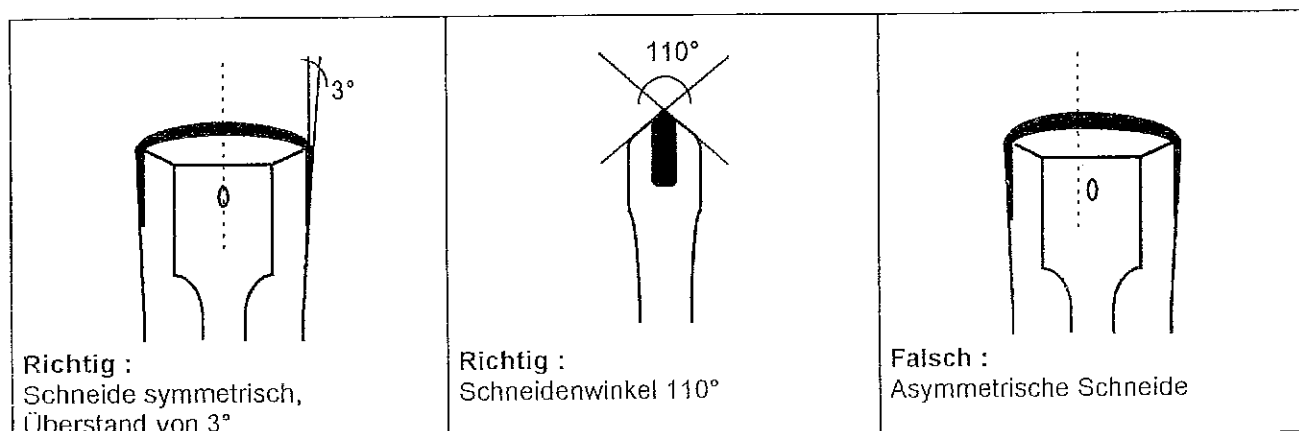 3°
110°
Richtig :
Schneide symmetrisch,
Überstand von 3°
Richtig :
Schneidenwinkel 110°
Falsch :
Asymmetrische Schneide